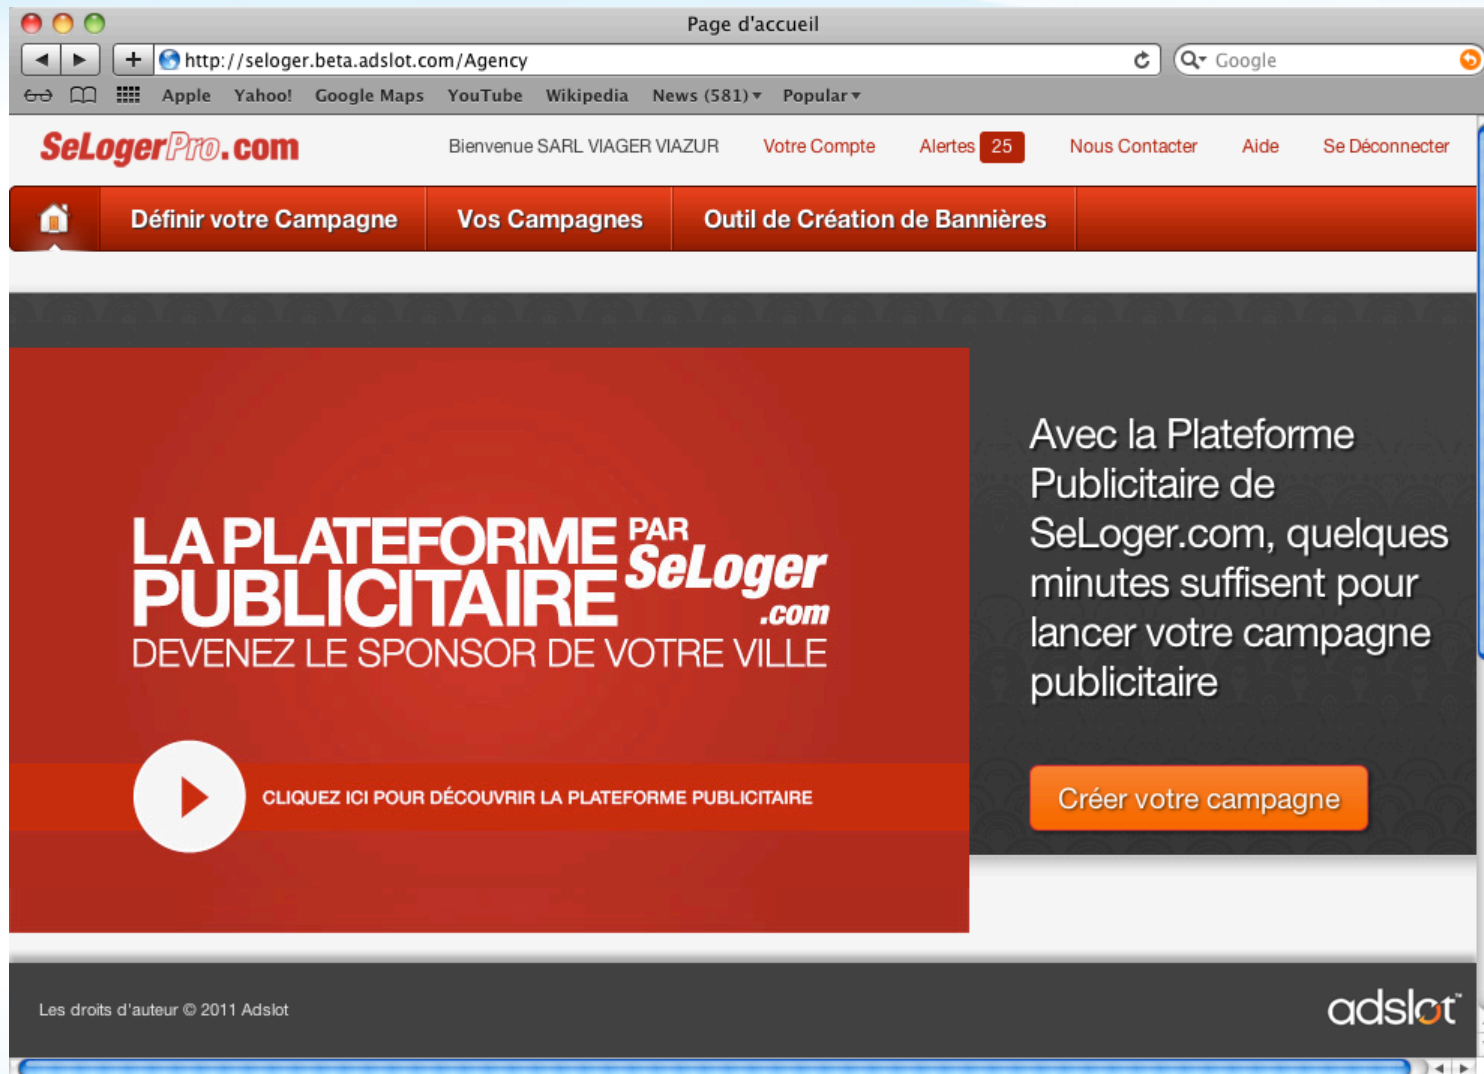 Page d'accueil
http://seloger.beta.adslot.com/Agency
Google
Apple Yahoo! Google Maps YouTube Wikipedia News (581) Popular
SeLogerPro.com
Bienvenue SARL VIAGER VIAZUR Votre Compte Alertes 25 Nous Contacter Aide Se Déconnecter
Définir votre Campagne Vos Campagnes Outil de Création de Bannières
LA PLATEFORME PAR
PUBLICITAIRE SeLoger
.com
DEVENEZ LE SPONSOR DE VOTRE VILLE
CLIQUEZ ICI POUR DÉCOUVRIR LA PLATEFORME PUBLICITAIRE
Avec la Plateforme
Publicitaire de
SeLoger.com, quelques
minutes suffisent pour
lancer votre campagne
publicitaire
Créer votre campagne
Les droits d'auteur © 2011 Adslot
adslot™